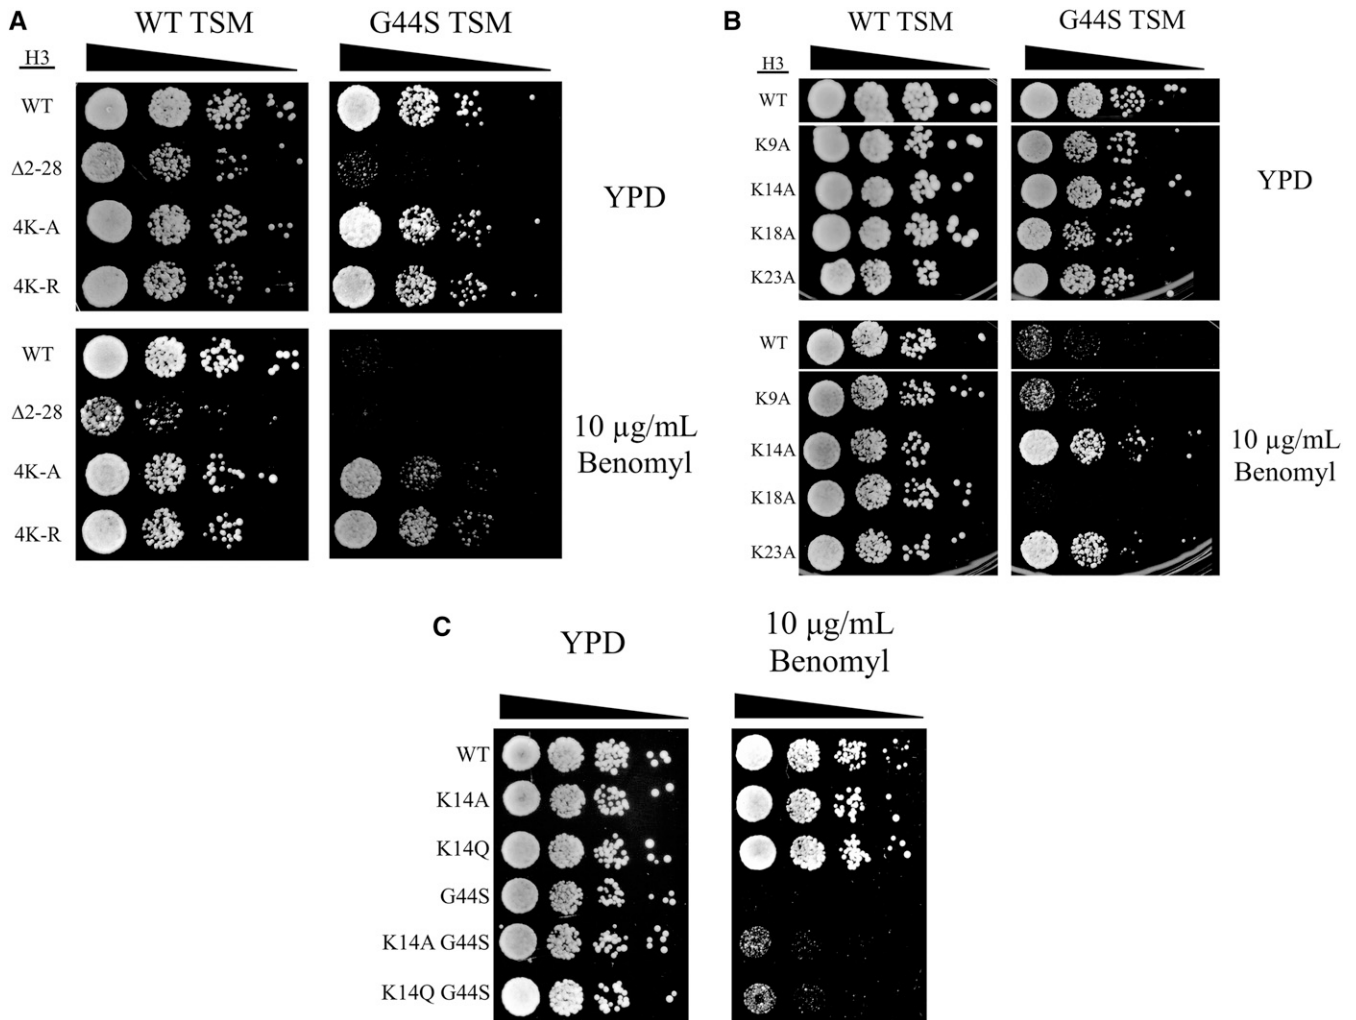 A
WT TSM
G44S TSM
H3
WT
Δ2-28
4K-A
4K-R
YPD
WT
Δ2-28
4K-A
4K-R
10 µg/mL
Benomyl
B
WT TSM
G44S TSM
H3
WT
K9A
K14A
K18A
K23A
YPD
WT
K9A
K14A
K18A
K23A
10 µg/mL
Benomyl
C
YPD
10 µg/mL
Benomyl
WT
K14A
K14Q
G44S
K14A G44S
K14Q G44S